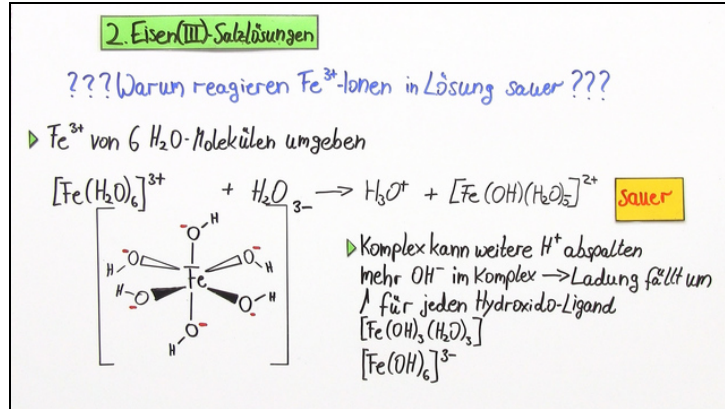 2. Eisen(III)-Salzlösungen
???Warum reagieren Fe³⁺-Ionen in Lösung sauer ???
Fe³⁺ von 6 H₂O-Molekülen umgeben
[Fe(H₂O)₆]³⁺ + H₂O → H₃O⁺ + [Fe(OH)(H₂O)₅]²⁺ sauer
3−
O−H
H−O
O−H
Fe
H−O
O−H
H−O
Komplex kann weitere H⁺ abspalten
mehr OH⁻ im Komplex → Ladung fällt um
1 für jeden Hydroxido-Ligand
[Fe(OH)₃(H₂O)₃]
[Fe(OH)₆]³⁻